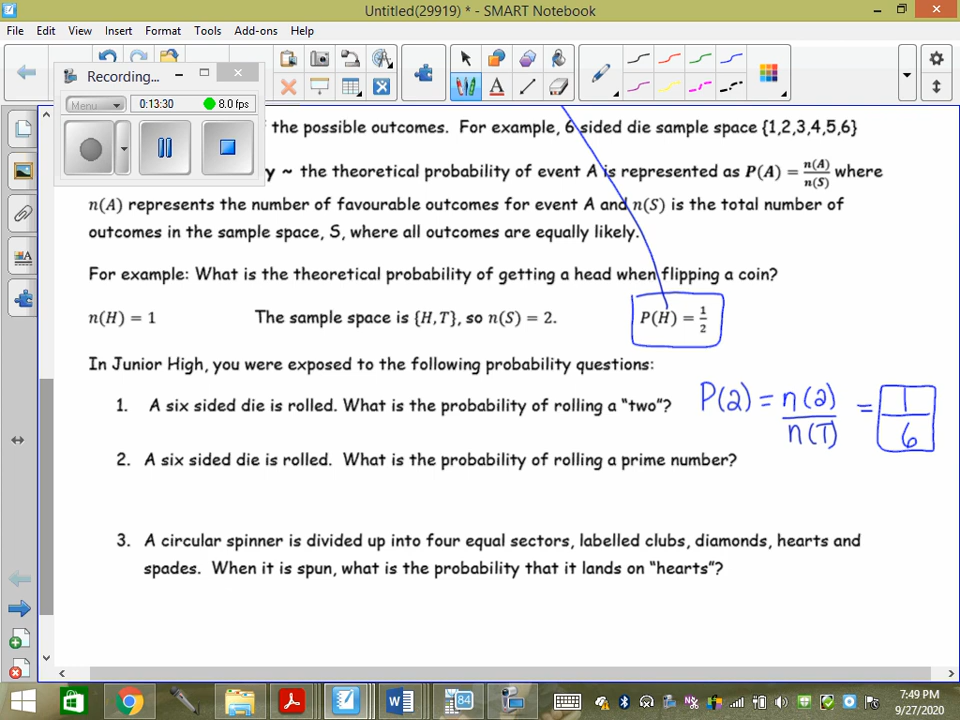 Untitled(29919) * - SMART Notebook
File Edit View Insert Format Tools Add-ons Help
Recording...
Menu 0:13:30 8.0 fps
the possible outcomes. For example, 6 sided die sample space {1,2,3,4,5,6}
y ~ the theoretical probability of event A is represented as P(A) = n(A)/n(S) where
n(A) represents the number of favourable outcomes for event A and n(S) is the total number of
outcomes in the sample space, S, where all outcomes are equally likely.
For example: What is the theoretical probability of getting a head when flipping a coin?
n(H) = 1 The sample space is {H,T}, so n(S) = 2. P(H) = 1/2
In Junior High, you were exposed to the following probability questions:
1. A six sided die is rolled. What is the probability of rolling a "two"? P(2) = n(2)/n(T) = 1/6
2. A six sided die is rolled. What is the probability of rolling a prime number?
3. A circular spinner is divided up into four equal sectors, labelled clubs, diamonds, hearts and
spades. When it is spun, what is the probability that it lands on "hearts"?
84
7:49 PM
9/27/2020